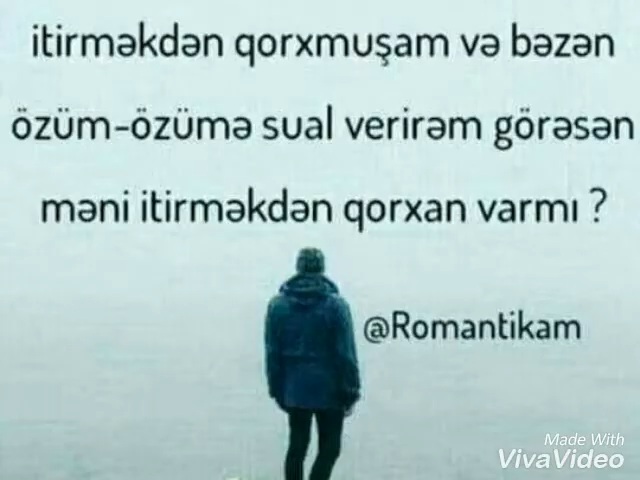 itirməkdən qorxmuşam və bəzən
özüm-özümə sual verirəm görəsən
məni itirməkdən qorxan varmı ?
@Romantikam
Made With
VivaVideo